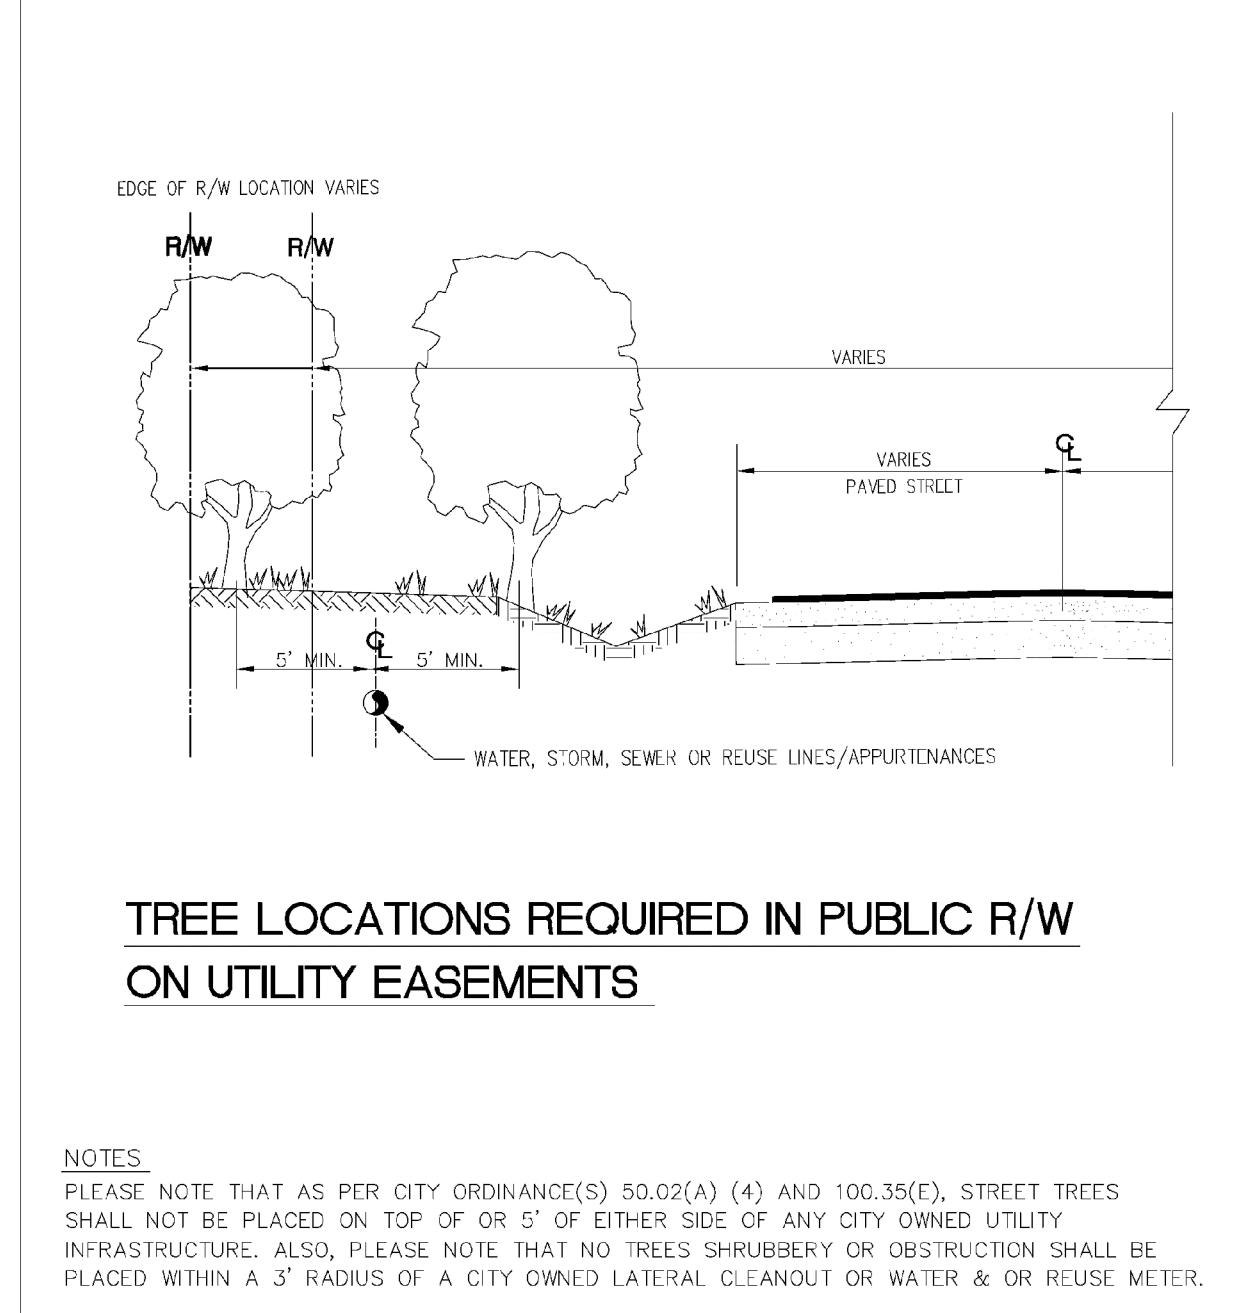 EDGE OF R/W LOCATION VARIES
R/W R/W
VARIES
CL
VARIES
PAVED STREET
CL
5' MIN. 5' MIN.
WATER, STORM, SEWER OR REUSE LINES/APPURTENANCES
TREE LOCATIONS REQUIRED IN PUBLIC R/W
ON UTILITY EASEMENTS
NOTES
PLEASE NOTE THAT AS PER CITY ORDINANCE(S) 50.02(A) (4) AND 100.35(E), STREET TREES
SHALL NOT BE PLACED ON TOP OF OR 5' OF EITHER SIDE OF ANY CITY OWNED UTILITY
INFRASTRUCTURE. ALSO, PLEASE NOTE THAT NO TREES SHRUBBERY OR OBSTRUCTION SHALL BE
PLACED WITHIN A 3' RADIUS OF A CITY OWNED LATERAL CLEANOUT OR WATER & OR REUSE METER.